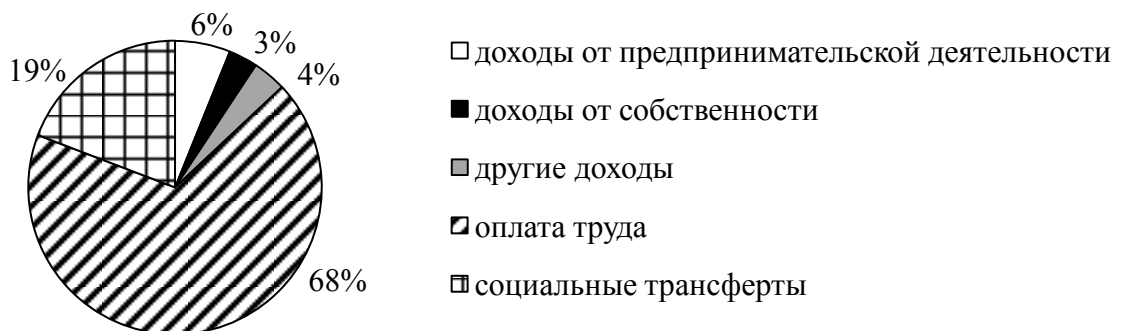 6%
3%
4%
19%
68%
доходы от предпринимательской деятельности
доходы от собственности
другие доходы
оплата труда
социальные трансферты